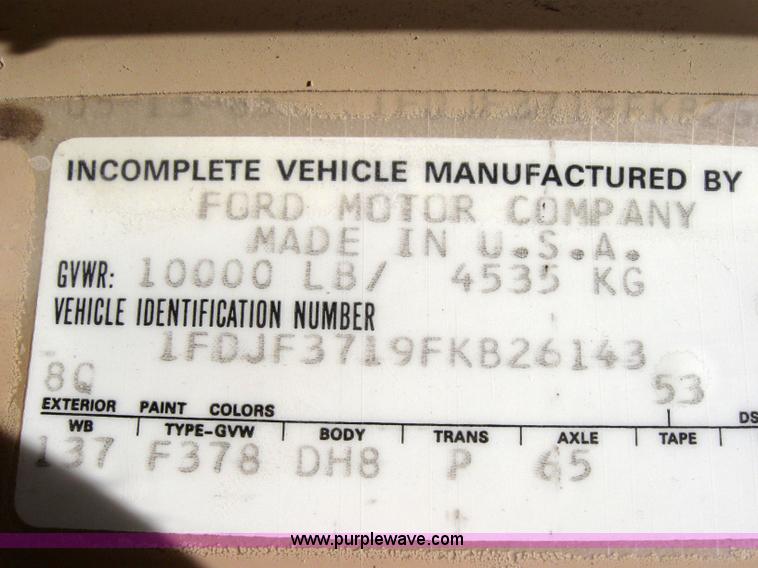 INCOMPLETE VEHICLE MANUFACTURED BY
FORD MOTOR COMPANY
MADE IN U.S.A.
GVWR: 10000 LB/ 4535 KG
VEHICLE IDENTIFICATION NUMBER
1FDJF3719FKB26143
8Q 53
EXTERIOR PAINT COLORS DS
WB TYPE-GVW BODY TRANS AXLE TAPE
137 F378 DH8 P 65
www.purplewave.com